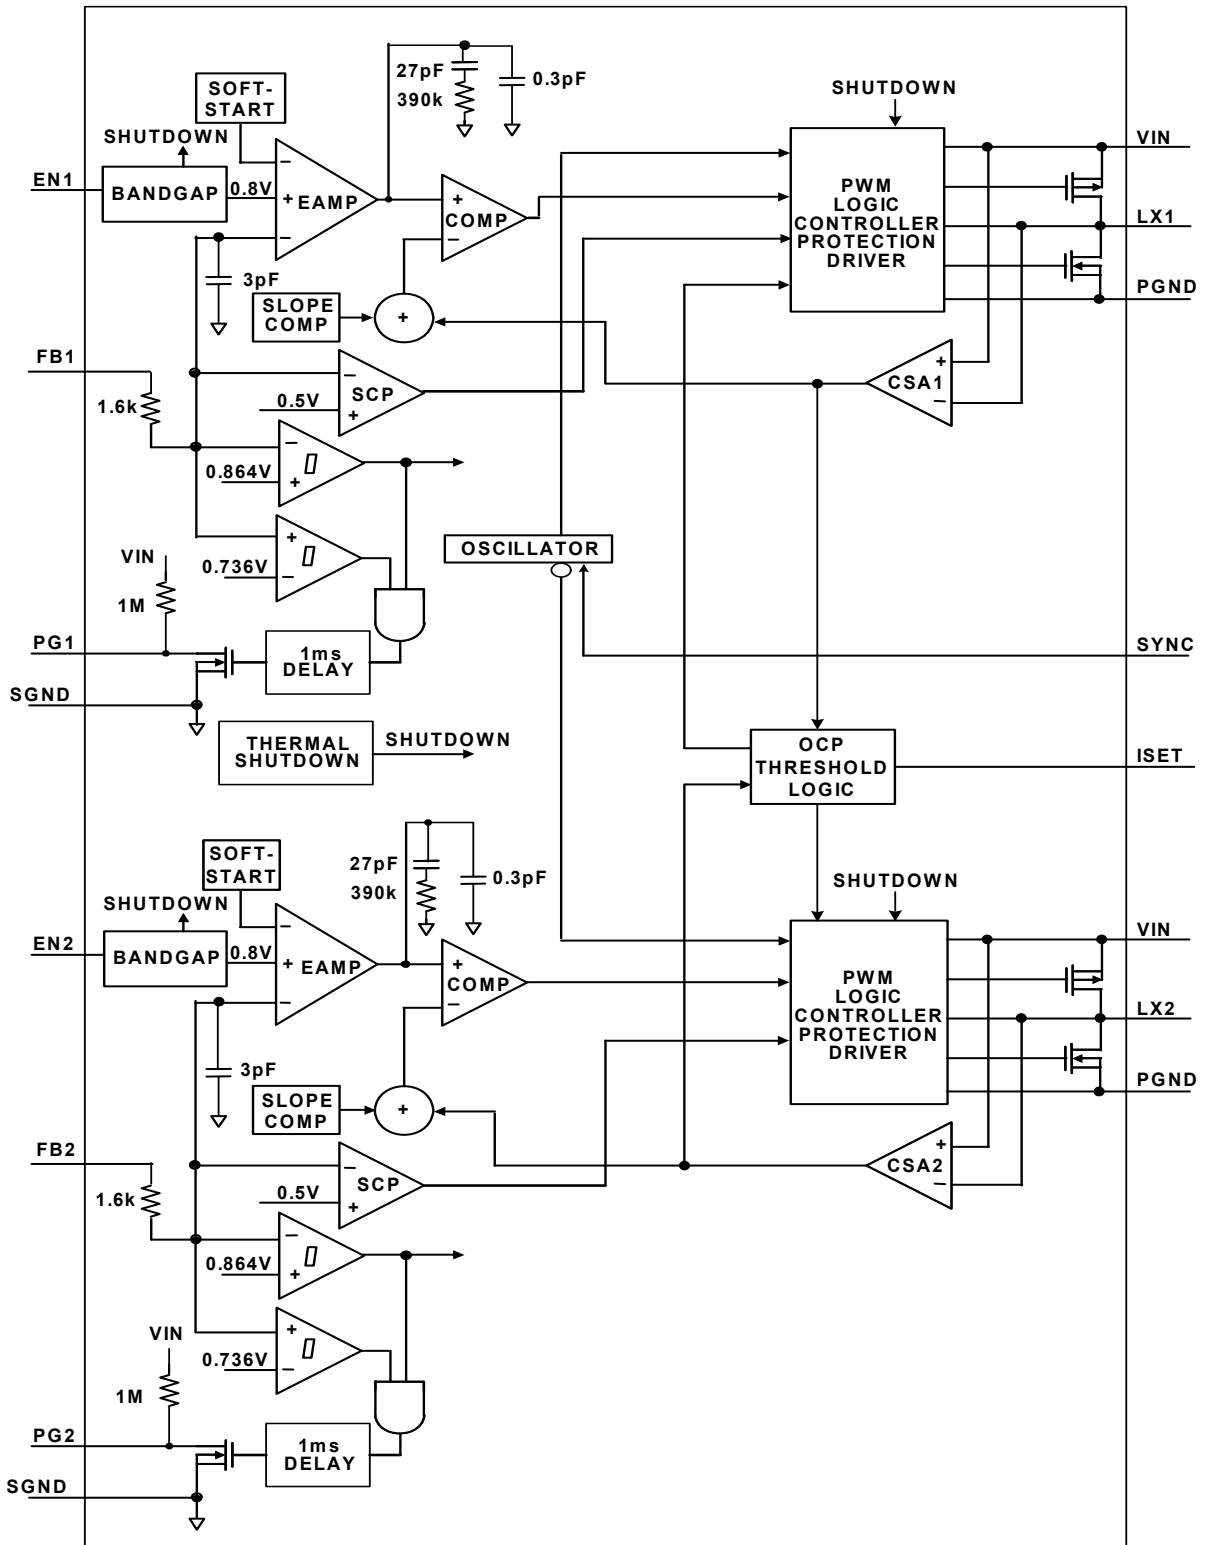 27pF
390k
0.3pF
SOFT-
START
SHUTDOWN
SHUTDOWN
VIN
EN1
BANDGAP
0.8V
+
EAMP
−
−
+
COMP
−
PWM
LOGIC
CONTROLLER
PROTECTION
DRIVER
LX1
3pF
SLOPE
COMP
+
PGND
FB1
1.6k
−
SCP
+
0.5V
+
CSA1
−
−
0.864V
+
VIN
+
0.736V
−
1M
OSCILLATOR
PG1
1ms
DELAY
SYNC
SGND
THERMAL
SHUTDOWN
SHUTDOWN
OCP
THRESHOLD
LOGIC
ISET
27pF
390k
0.3pF
SOFT-
START
SHUTDOWN
SHUTDOWN
VIN
EN2
BANDGAP
0.8V
−
+
EAMP
−
+
COMP
−
PWM
LOGIC
CONTROLLER
PROTECTION
DRIVER
LX2
3pF
SLOPE
COMP
+
PGND
FB2
1.6k
−
SCP
+
0.5V
+
CSA2
−
−
0.864V
+
VIN
+
0.736V
−
1M
PG2
1ms
DELAY
SGND